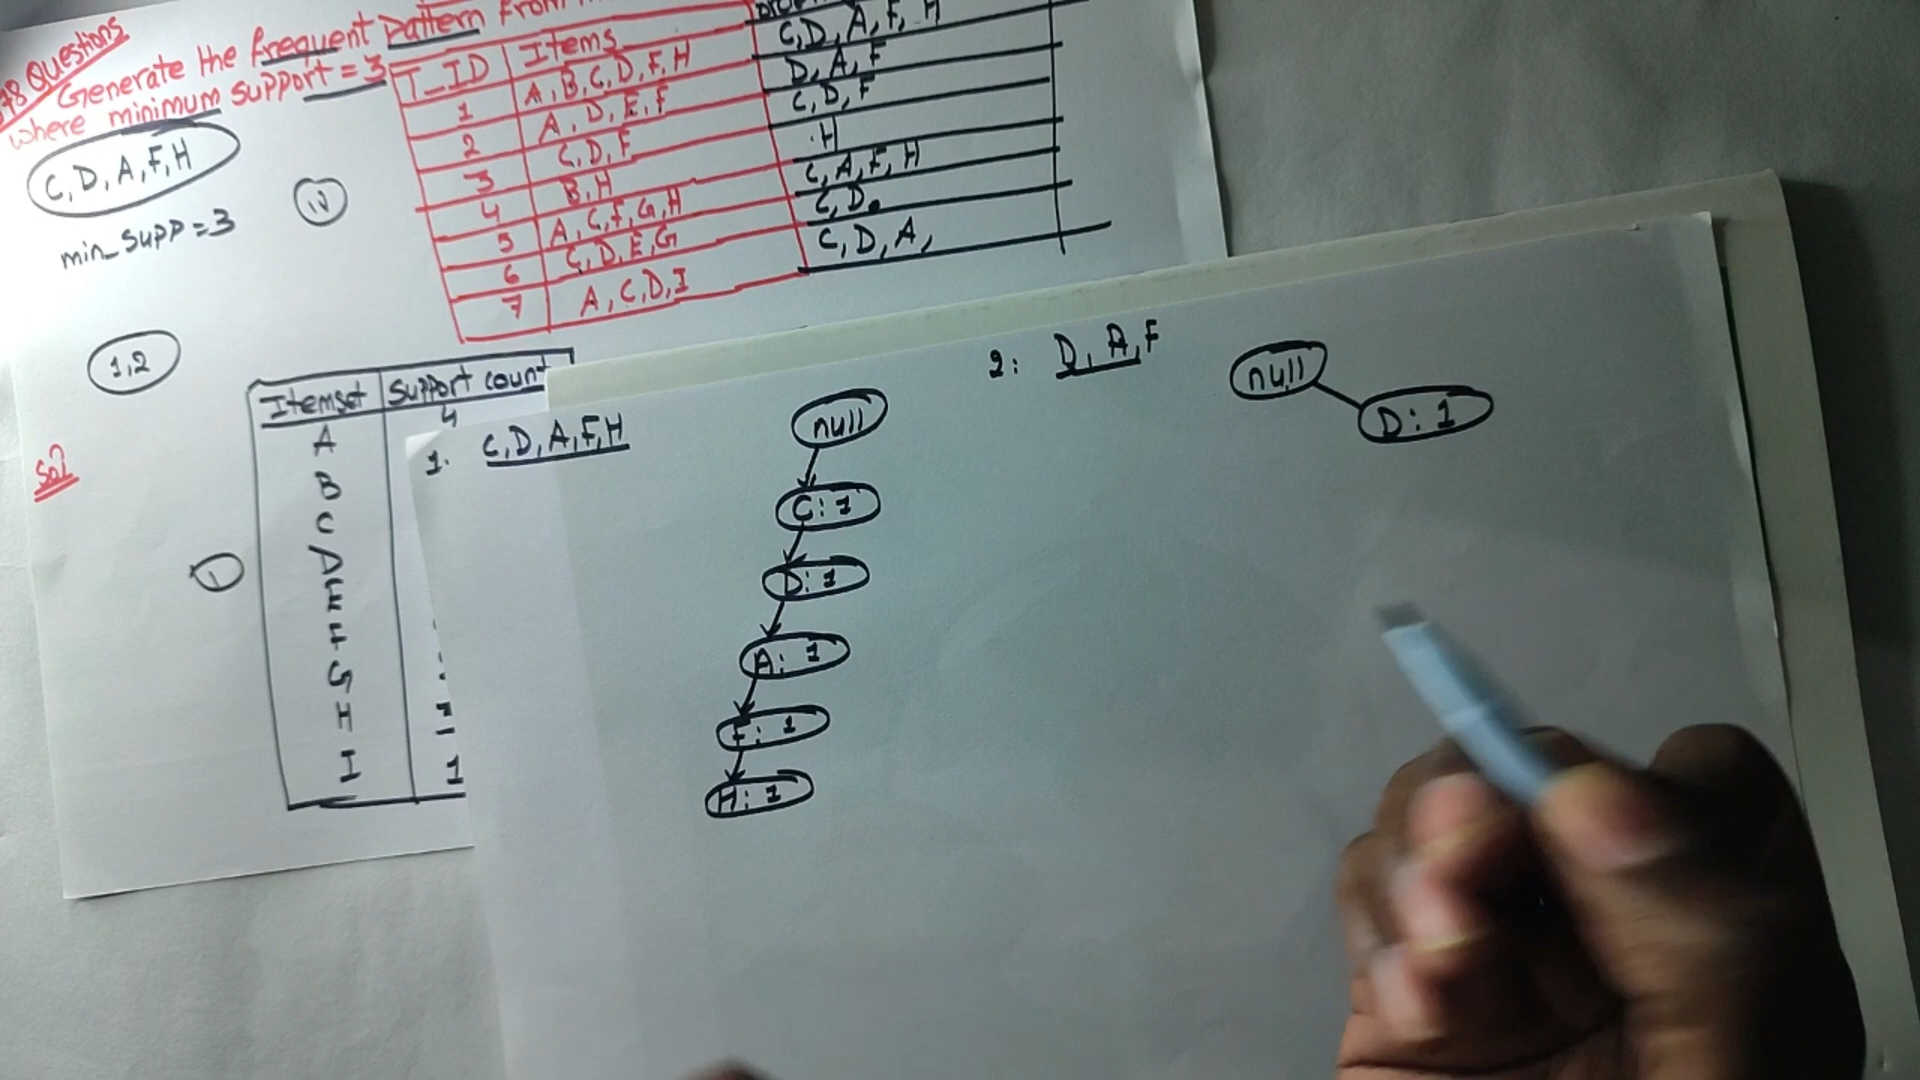 Questions
Generate the frequent Pattern From
where minimum support = 3
C, D, A, F, H
min_supp = 3
T_ID Items
1 A, B, C, D, F, H C, D, A, F, H
2 A, D, E, F D, A, F
3 C, D, F C, D, F
4 B, H H
5 A, C, F, G, H C, A, F, H
6 C, D, E, G C, D
7 A, C, D, I C, D, A,
1,2
Sol
1
Itemset Support count
A 4
B
C
D
E
F
G
H
I 1
1. C, D, A, F, H
null
C: 1
D: 1
A: 1
F: 1
H: 1
2: D, A, F
null
D: 1